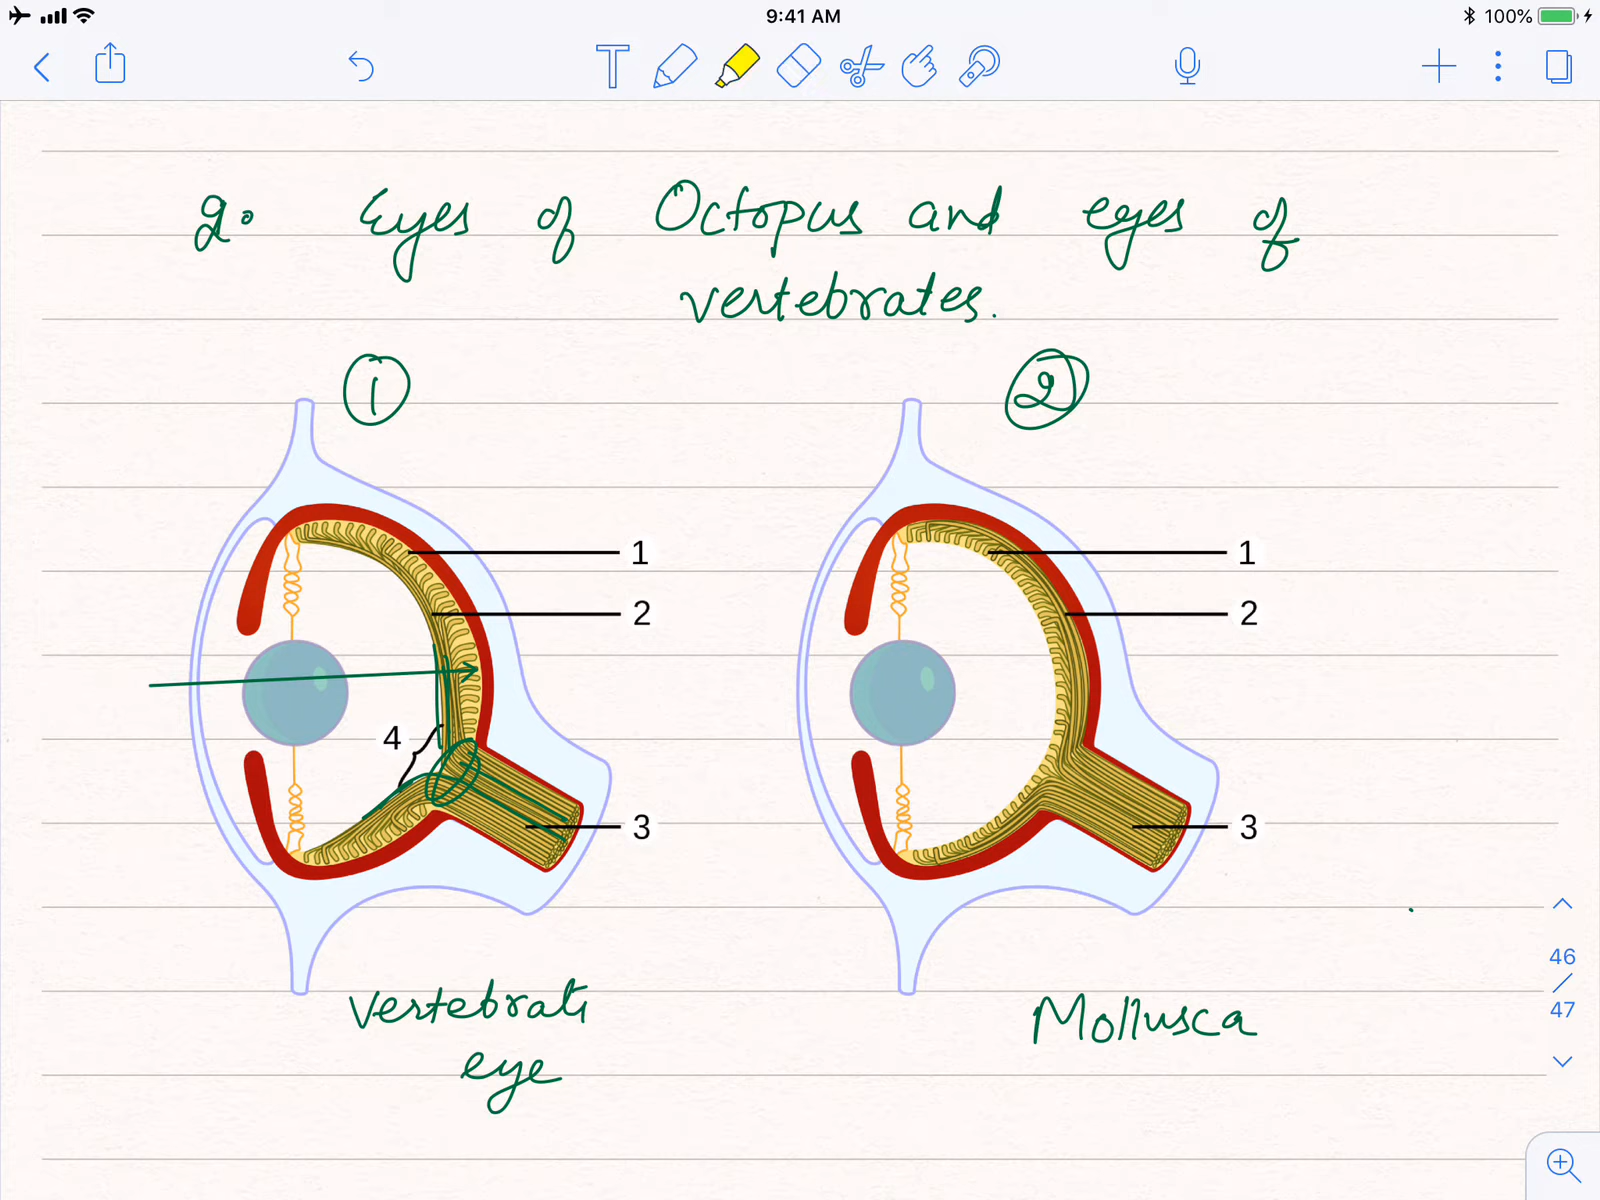 9:41 AM
100%
T
2. Eyes of Octopus and eyes of
vertebrates.
1
2
1
2
4
3
1
2
3
46
/
47
Vertebrate
eye
Mollusca